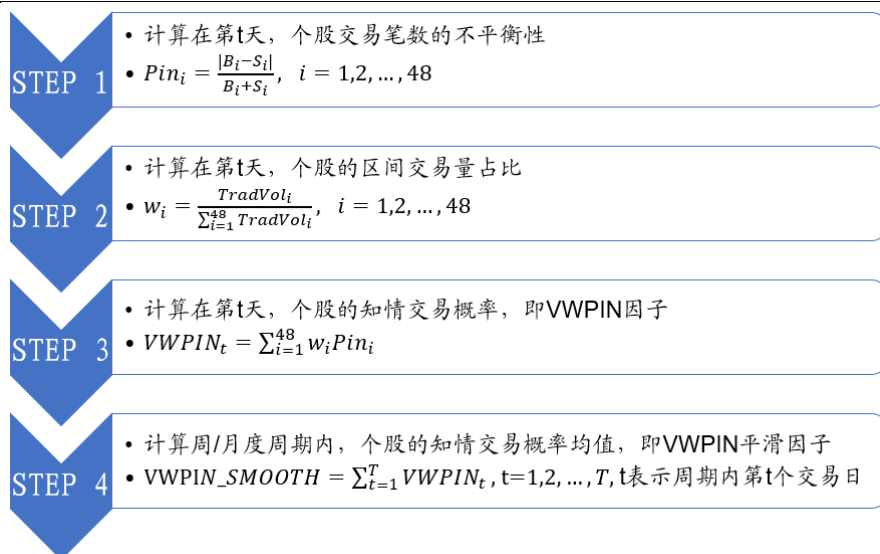 STEP 1
• 计算在第t天，个股交易笔数的不平衡性
• $Pin_i = \frac{|B_i - S_i|}{B_i + S_i}$, i = 1,2, … , 48
STEP 2
• 计算在第t天，个股的区间交易量占比
• $w_i = \frac{TradVol_i}{\sum_{i=1}^{48} TradVol_i}$, i = 1,2, … , 48
STEP 3
• 计算在第t天，个股的知情交易概率，即VWPIN因子
• $VWPIN_t = \sum_{i=1}^{48} w_i Pin_i$
STEP 4
• 计算周/月度周期内，个股的知情交易概率均值，即VWPIN平滑因子
• $VWPIN\_SMOOTH = \sum_{t=1}^{T} VWPIN_t$, t=1,2, … , T, t表示周期内第t个交易日